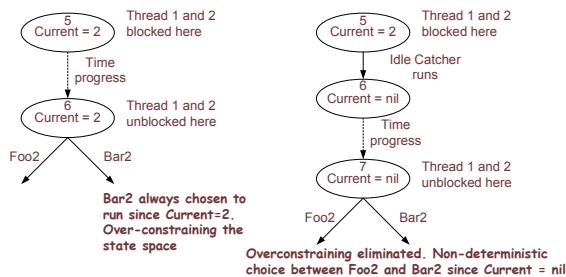 5
Current = 2
Thread 1 and 2
blocked here
Time
progress
6
Current = 2
Thread 1 and 2
unblocked here
Foo2
Bar2
Bar2 always chosen to
run since Current=2.
Over-constraining the
state space
5
Current = 2
Thread 1 and 2
blocked here
Idle Catcher
runs
6
Current = nil
Time
progress
7
Current = nil
Thread 1 and 2
unblocked here
Foo2
Bar2
Overconstraining eliminated. Non-deterministic
choice between Foo2 and Bar2 since Current = nil